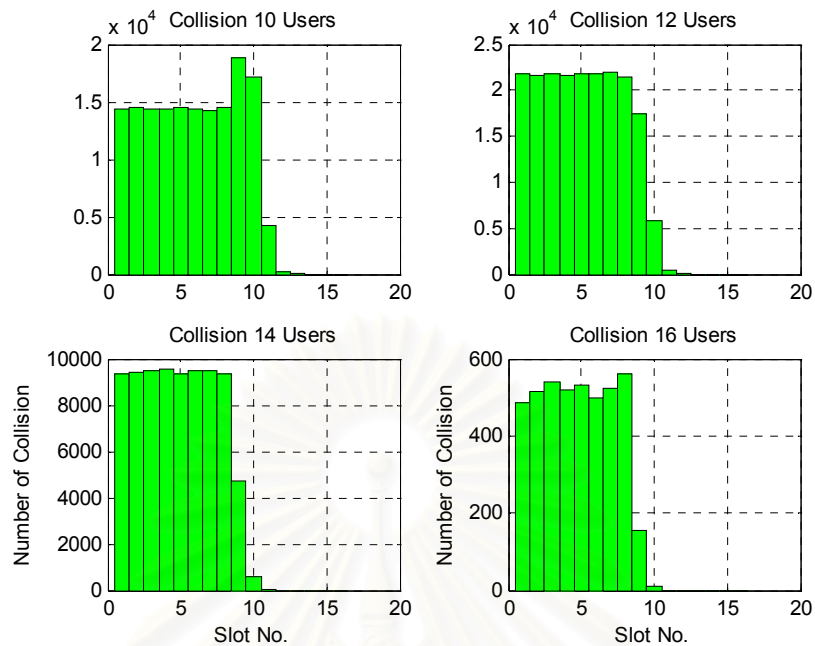 x 10^4 Collision 10 Users
2
1.5
1
0.5
0
0 5 10 15 20
x 10^4 Collision 12 Users
2.5
2
1.5
1
0.5
0
0 5 10 15 20
Collision 14 Users
Number of Collision
10000
8000
6000
4000
2000
0
0 5 10 15 20
Slot No.
Collision 16 Users
Number of Collision
600
400
200
0
0 5 10 15 20
Slot No.